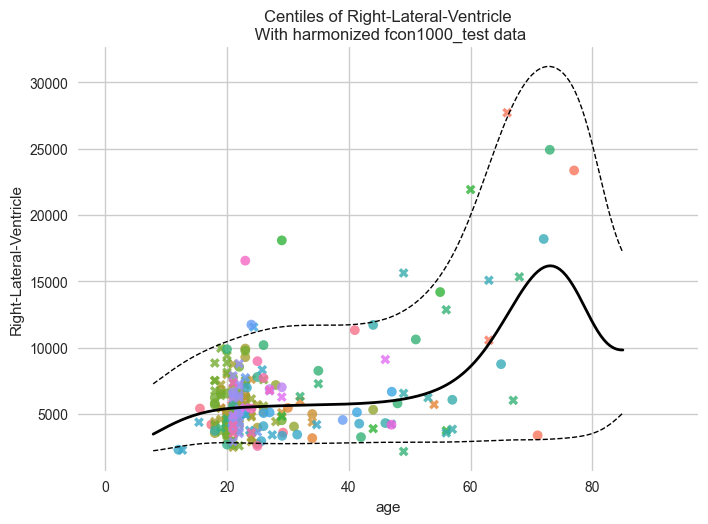 Centiles of Right-Lateral-Ventricle
With harmonized fcon1000_test data
30000
25000
20000
15000
10000
5000
Right-Lateral-Ventricle
0
20
40
60
80
age